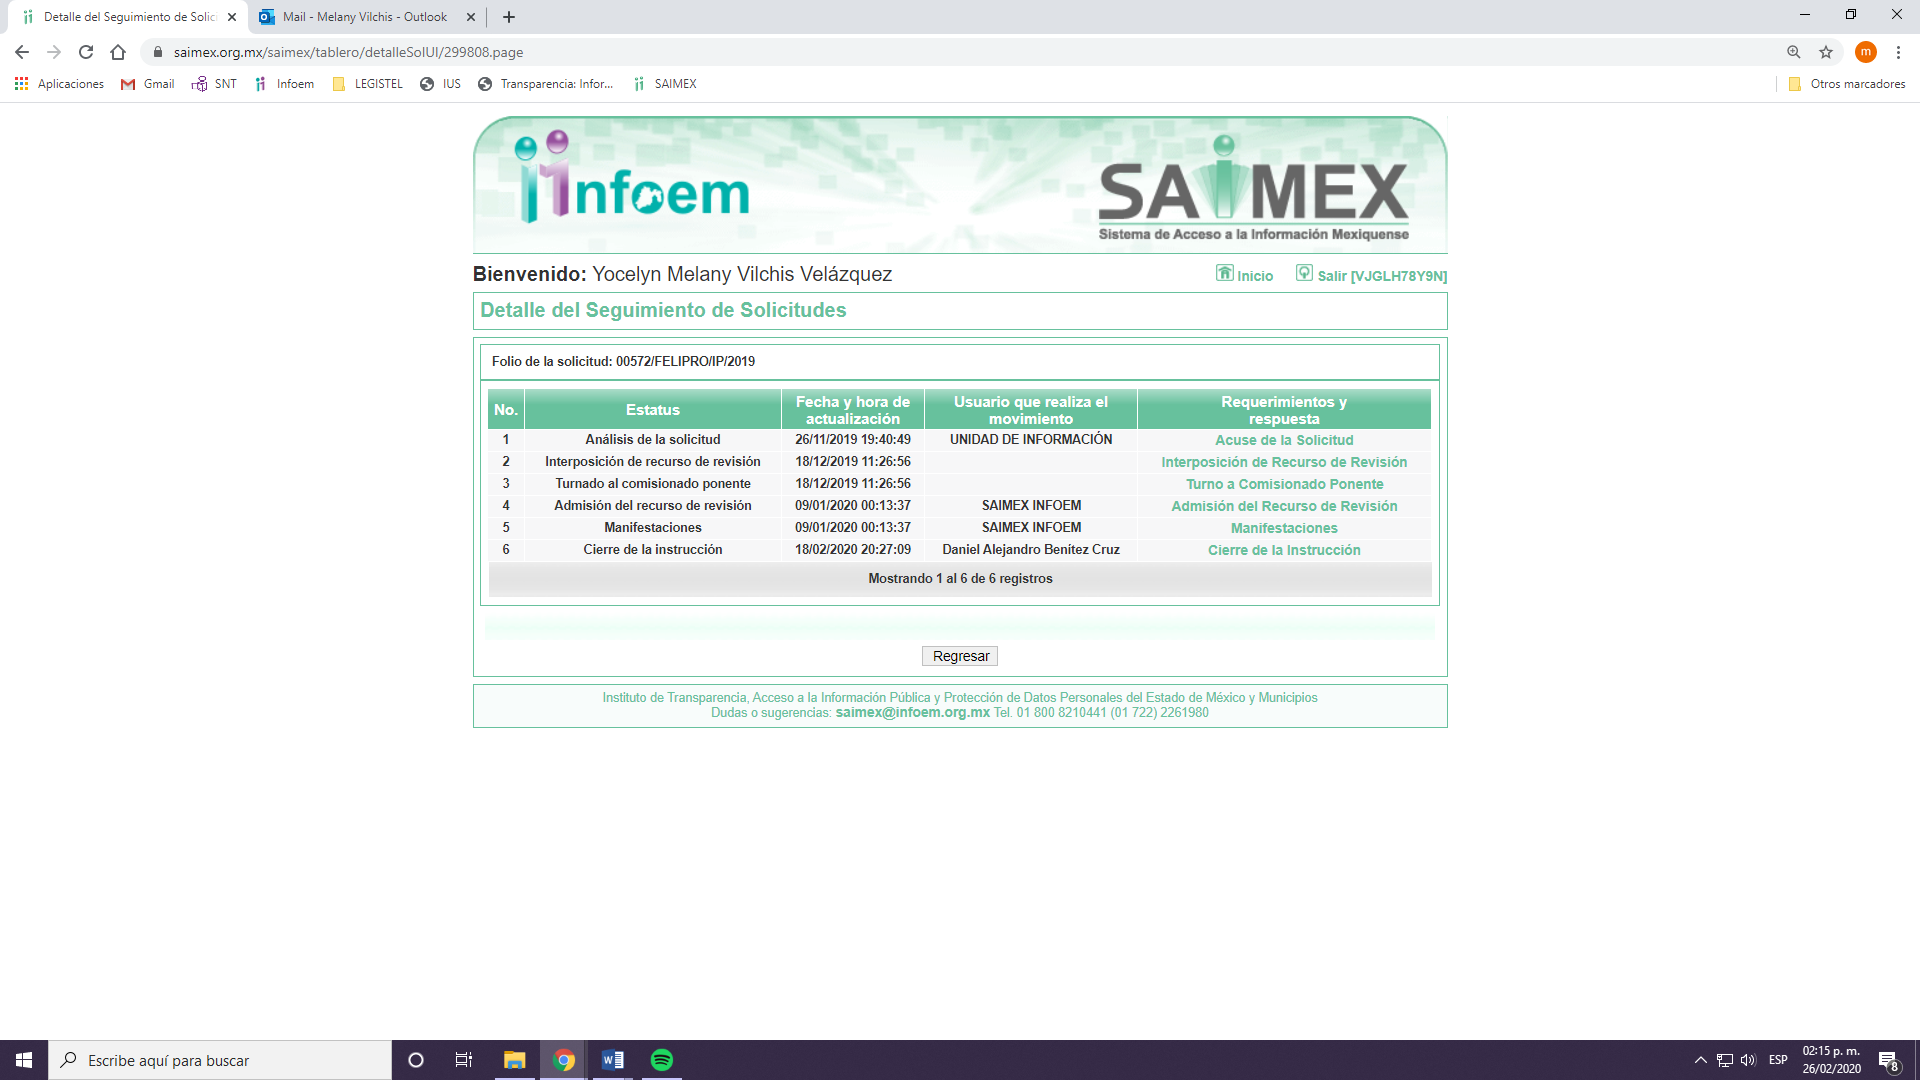 Detalle del Seguimiento de Solici
Mail - Melany Vilchis - Outlook
saimex.org.mx/saimex/tablero/detalleSolUI/299808.page
m
Aplicaciones
Gmail
SNT
Infoem
LEGISTEL
IUS
Transparencia: Infor...
SAIMEX
Otros marcadores
infoem
SAIMEX
Sistema de Acceso a la Información Mexiquense
Bienvenido: Yocelyn Melany Vilchis Velázquez
Inicio
Salir [VJGLH78Y9N]
Detalle del Seguimiento de Solicitudes
Folio de la solicitud: 00572/FELIPRO/IP/2019
No. Estatus Fecha y hora de actualización Usuario que realiza el movimiento Requerimientos y respuesta
1 Análisis de la solicitud 26/11/2019 19:40:49 UNIDAD DE INFORMACIÓN Acuse de la Solicitud
2 Interposición de recurso de revisión 18/12/2019 11:26:56 Interposición de Recurso de Revisión
3 Turnado al comisionado ponente 18/12/2019 11:26:56 Turno a Comisionado Ponente
4 Admisión del recurso de revisión 09/01/2020 00:13:37 SAIMEX INFOEM Admisión del Recurso de Revisión
5 Manifestaciones 09/01/2020 00:13:37 SAIMEX INFOEM Manifestaciones
6 Cierre de la instrucción 18/02/2020 20:27:09 Daniel Alejandro Benítez Cruz Cierre de la Instrucción
Mostrando 1 al 6 de 6 registros
Regresar
Instituto de Transparencia, Acceso a la Información Pública y Protección de Datos Personales del Estado de México y Municipios
Dudas o sugerencias: saimex@infoem.org.mx Tel. 01 800 8210441 (01 722) 2261980
Escribe aquí para buscar
ESP
02:15 p. m.
26/02/2020
8